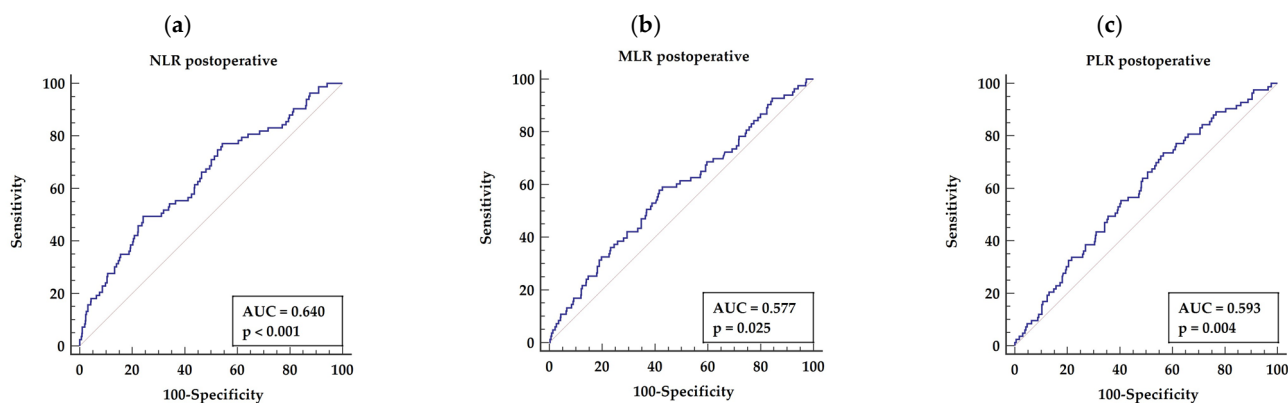 (a)
NLR postoperative
100
80
60
40
20
0
Sensitivity
0 20 40 60 80 100
100-Specificity
AUC = 0.640
p < 0.001
(b)
MLR postoperative
100
80
60
40
20
0
Sensitivity
0 20 40 60 80 100
100-Specificity
AUC = 0.577
p = 0.025
(c)
PLR postoperative
100
80
60
40
20
0
Sensitivity
0 20 40 60 80 100
100-Specificity
AUC = 0.593
p = 0.004